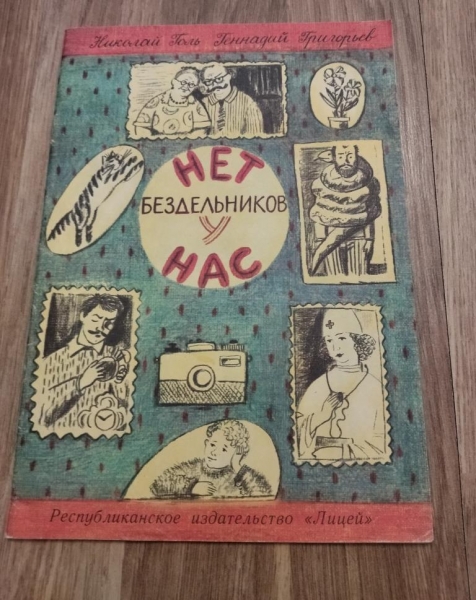 Николай Голь Геннадий Григорьев
НЕТ
БЕЗДЕЛЬНИКОВ
У
НАС
Республиканское издательство «Лицей»